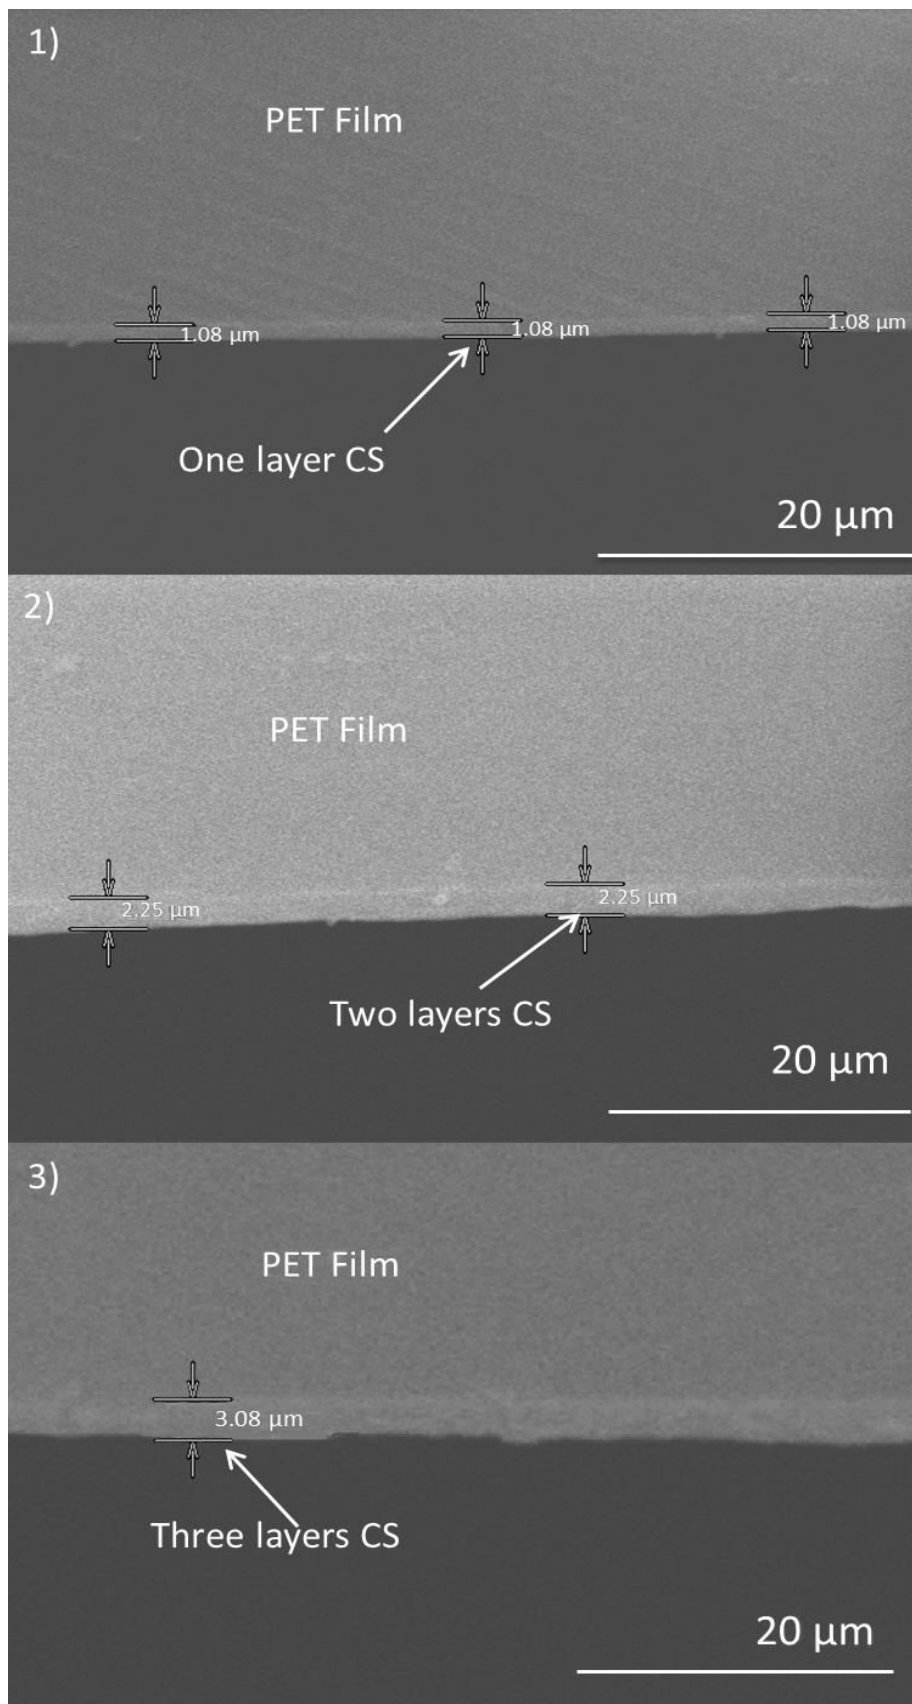 1)
PET Film
1.08 µm
1.08 µm
1.08 µm
One layer CS
20 µm
2)
PET Film
2.25 µm
2.25 µm
Two layers CS
20 µm
3)
PET Film
3.08 µm
Three layers CS
20 µm